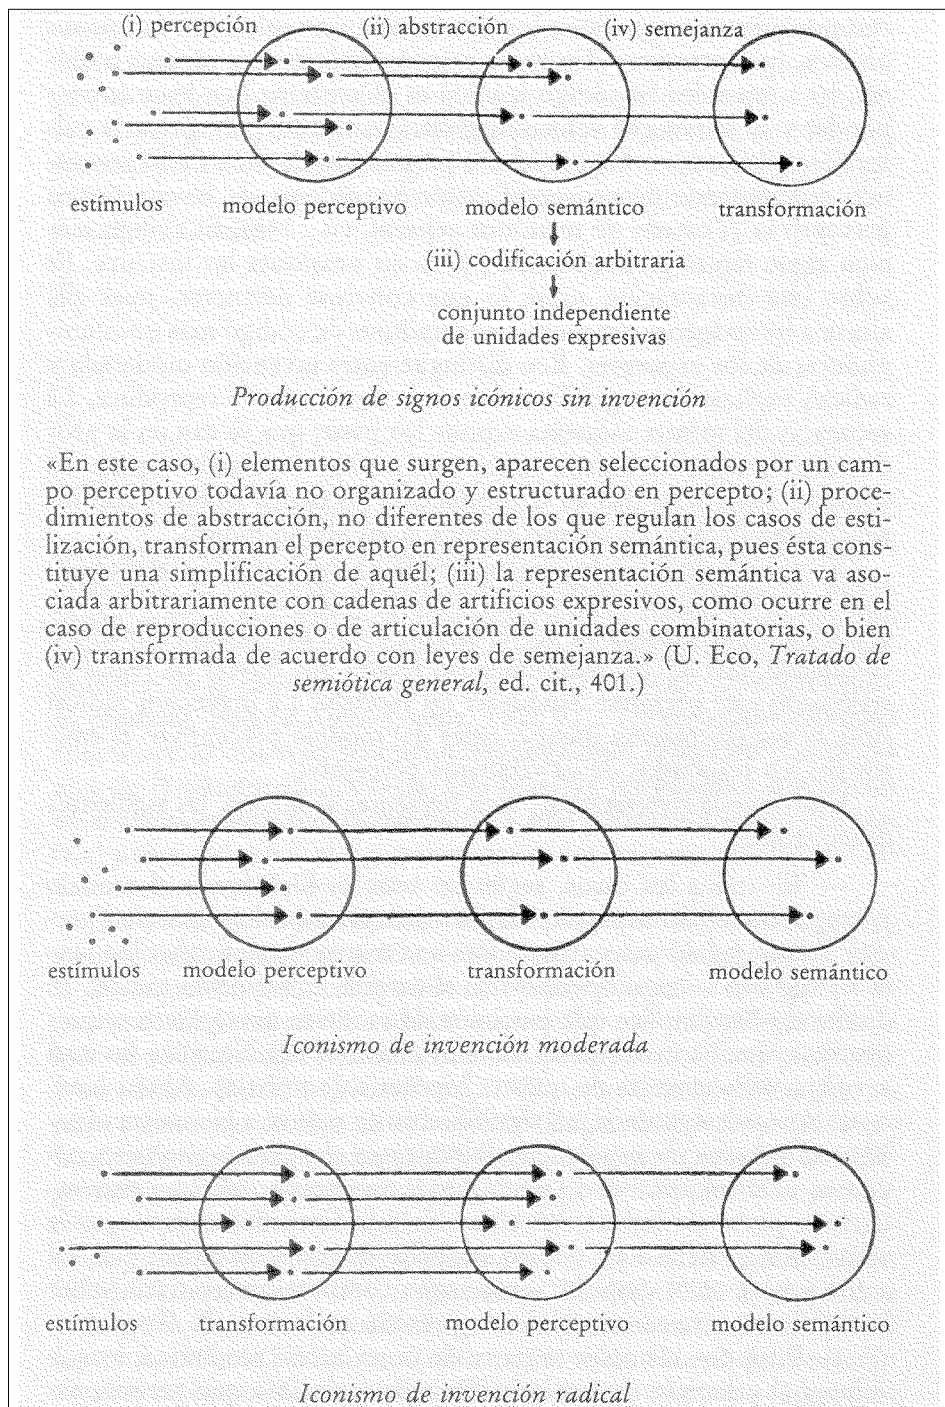 (i) percepción (ii) abstracción (iv) semejanza
estímulos modelo perceptivo modelo semántico transformación
(iii) codificación arbitraria
conjunto independiente
de unidades expresivas
Producción de signos icónicos sin invención
«En este caso, (i) elementos que surgen, aparecen seleccionados por un cam-
po perceptivo todavía no organizado y estructurado en percepto; (ii) proce-
dimientos de abstracción, no diferentes de los que regulan los casos de esti-
lización, transforman el percepto en representación semántica, pues ésta cons-
tituye una simplificación de aquél; (iii) la representación semántica va aso-
ciada arbitrariamente con cadenas de artificios expresivos, como ocurre en el
caso de reproducciones o de articulación de unidades combinatorias, o bien
(iv) transformada de acuerdo con leyes de semejanza.» (U. Eco, Tratado de
semiótica general, ed. cit., 401.)
estímulos modelo perceptivo transformación modelo semántico
Iconismo de invención moderada
estímulos transformación modelo perceptivo modelo semántico
Iconismo de invención radical